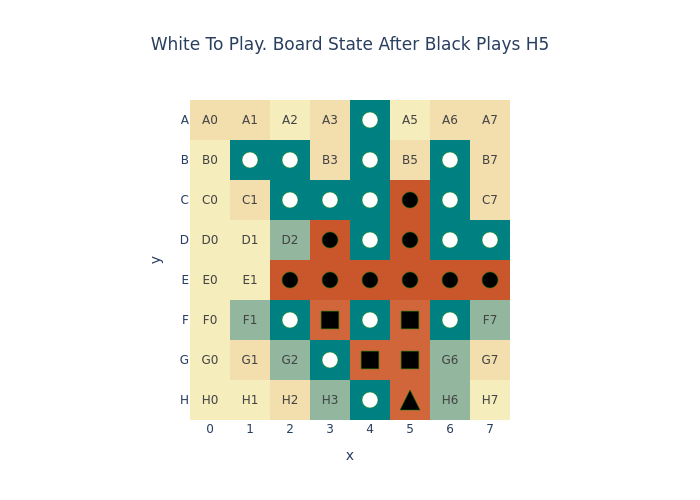 White To Play. Board State After Black Plays H5
A A0 A1 A2 A3 A5 A6 A7
B B0 B3 B5 B7
C C0 C1 C7
D D0 D1 D2
E E0 E1
F F0 F1 F7
G G0 G1 G2 G6 G7
H H0 H1 H2 H3 H6 H7
0 1 2 3 4 5 6 7
x
y